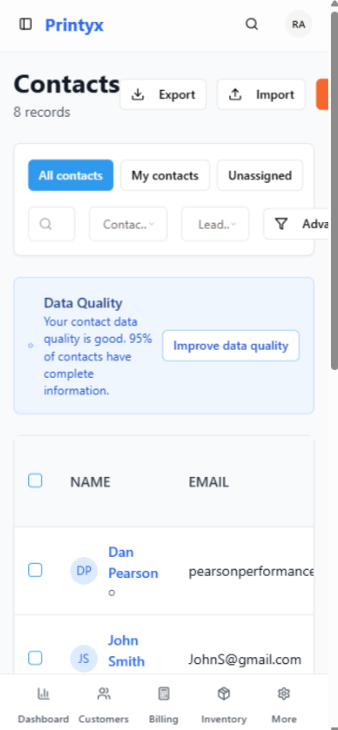 Printyx
RA
Contacts
Export
Import
8 records
All contacts
My contacts
Unassigned
Contac..
Lead..
Adva
Data Quality
Your contact data
quality is good. 95%
of contacts have
complete
information.
Improve data quality
NAME
EMAIL
DP
Dan
Pearson
pearsonperformance
JS
John
Smith
JohnS@gmail.com
Dashboard
Customers
Billing
Inventory
More